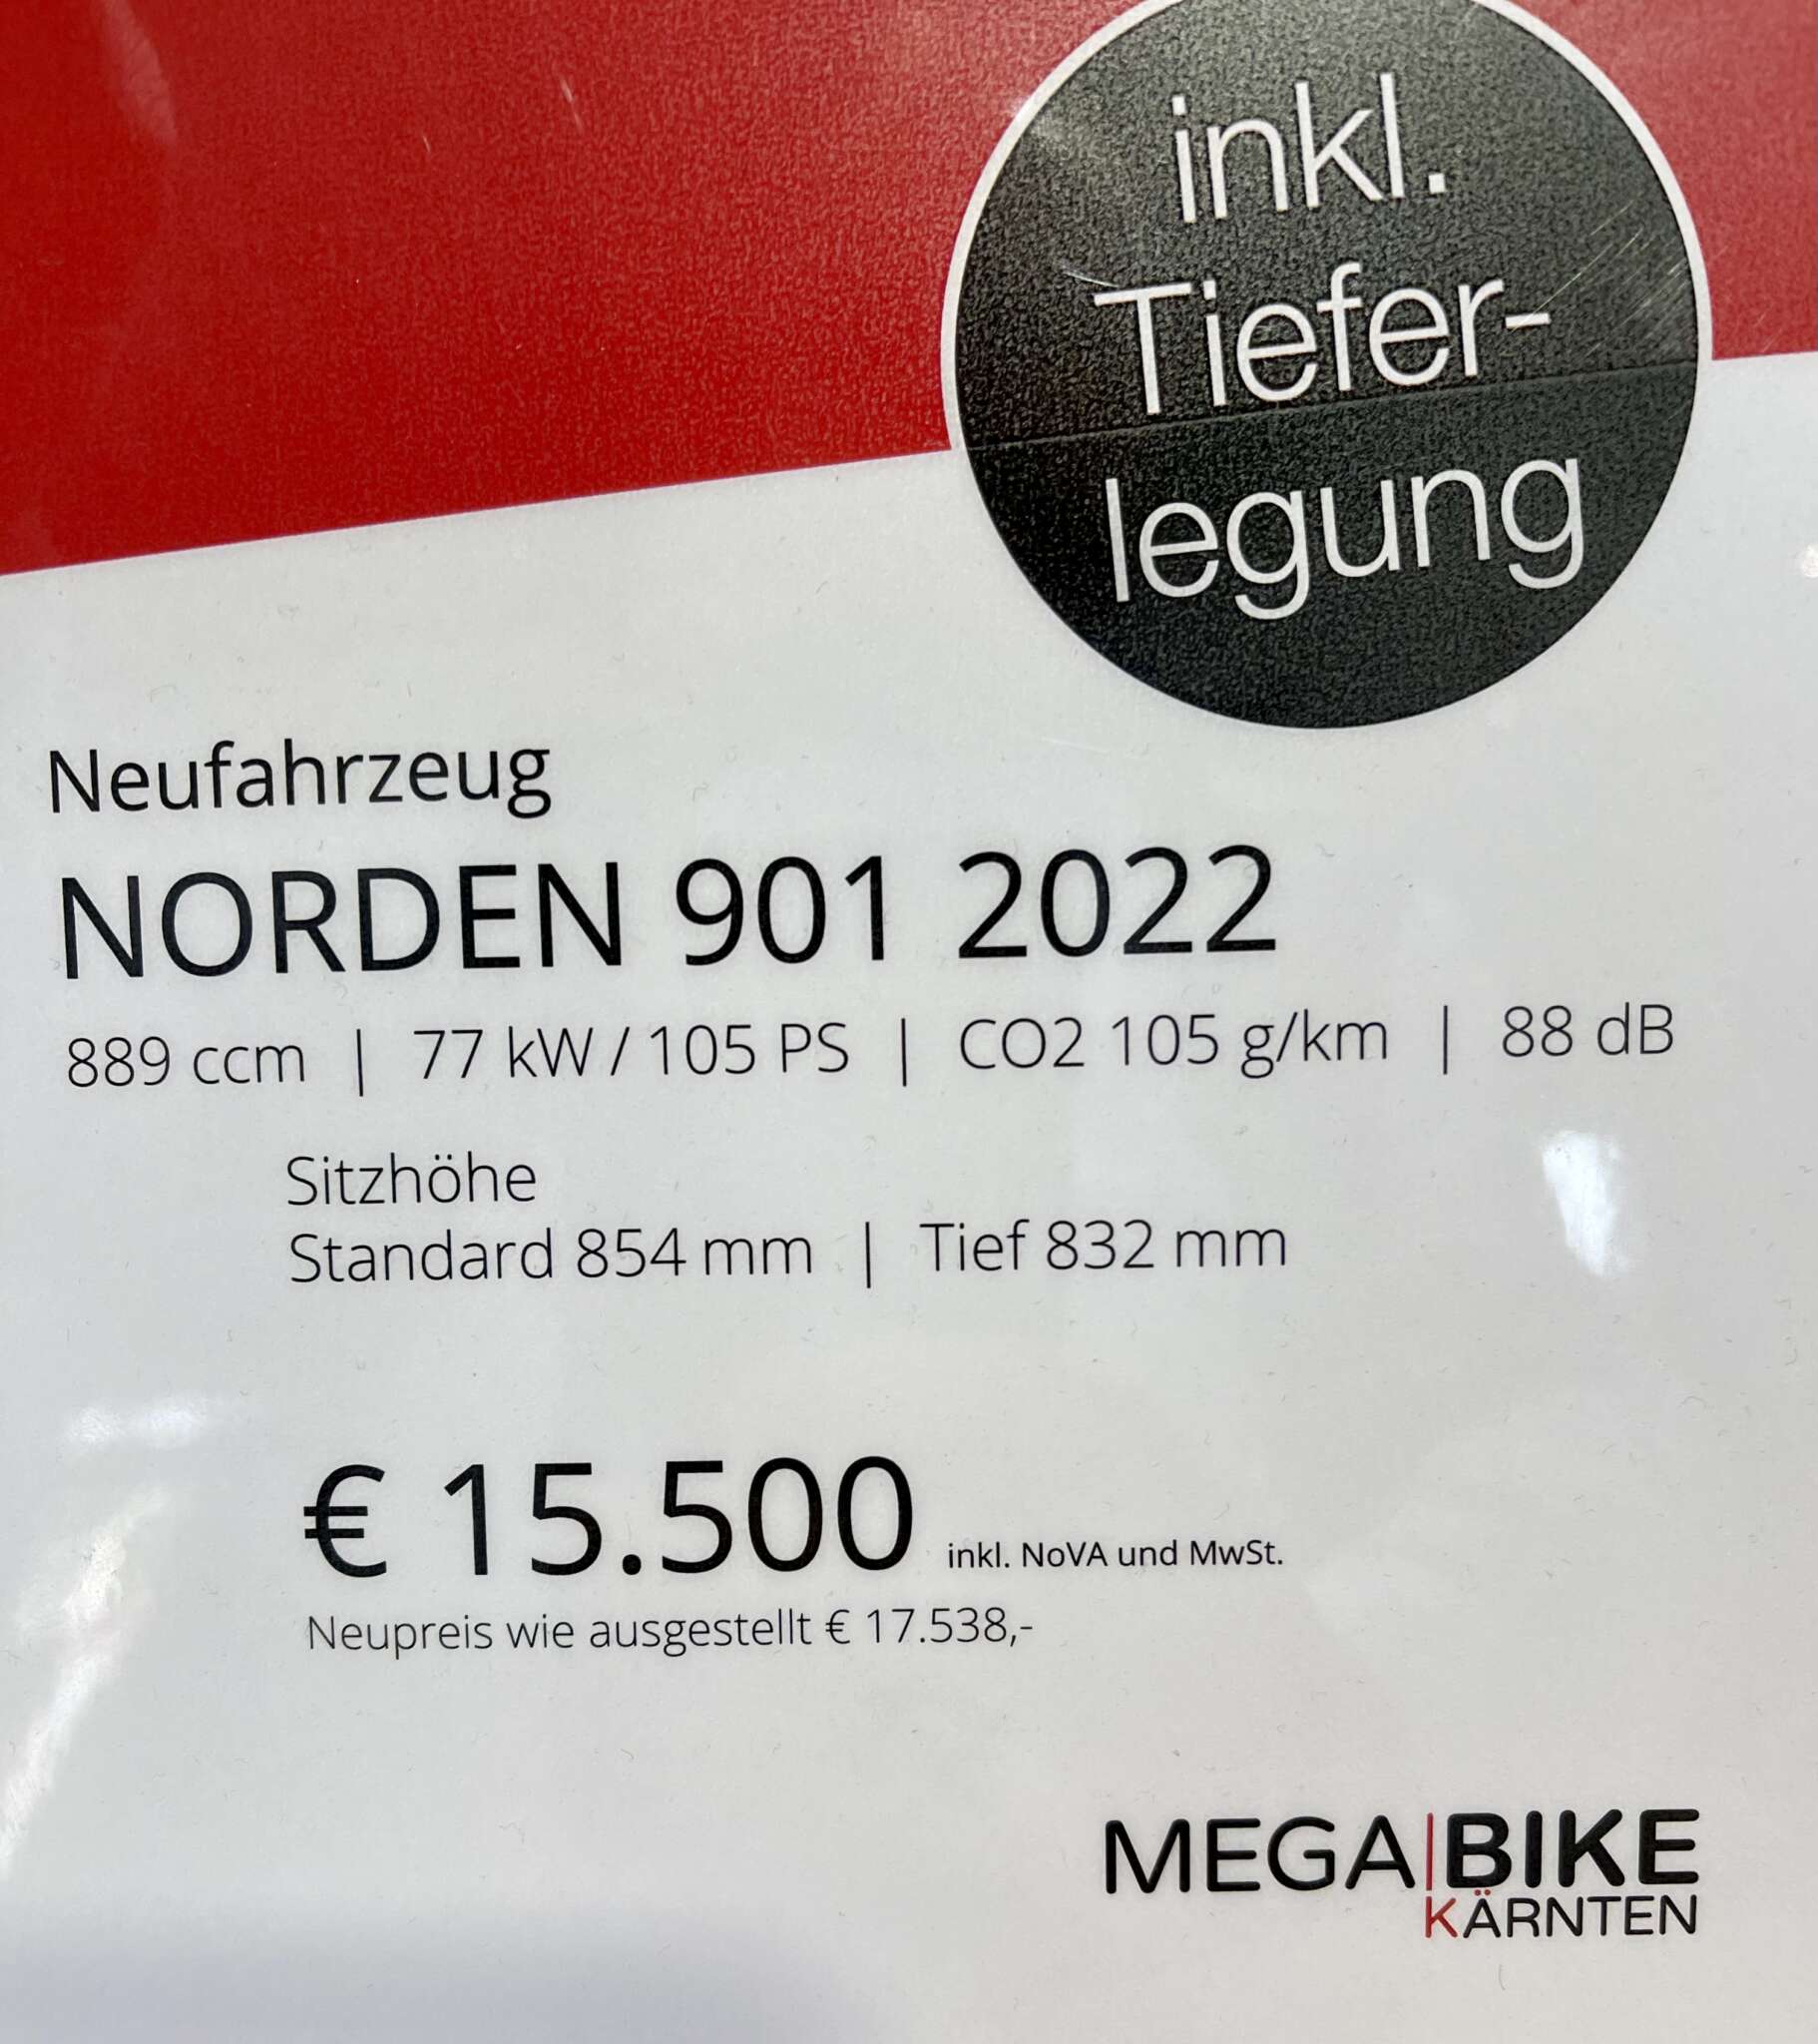 inkl.
Tiefer-
legung
Neufahrzeug
NORDEN 901 2022
889 ccm | 77 kW / 105 PS | CO2 105 g/km | 88 dB
Sitzhöhe
Standard 854 mm | Tief 832 mm
€ 15.500 inkl. NoVA und MwSt.
Neupreis wie ausgestellt € 17.538,-
MEGA|BIKE
KÄRNTEN